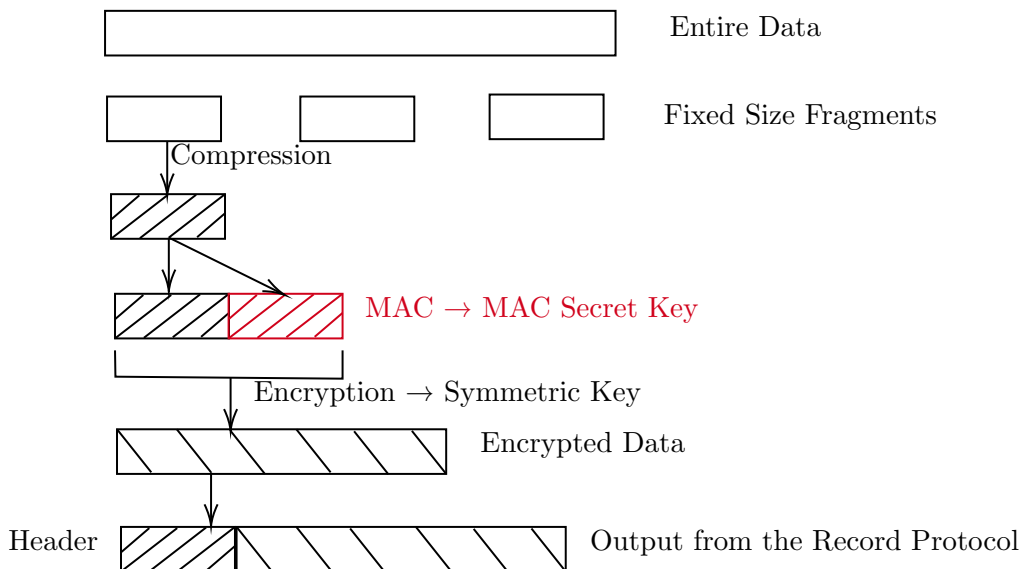 Entire Data
Fixed Size Fragments
Compression
MAC → MAC Secret Key
Encryption → Symmetric Key
Encrypted Data
Header
Output from the Record Protocol